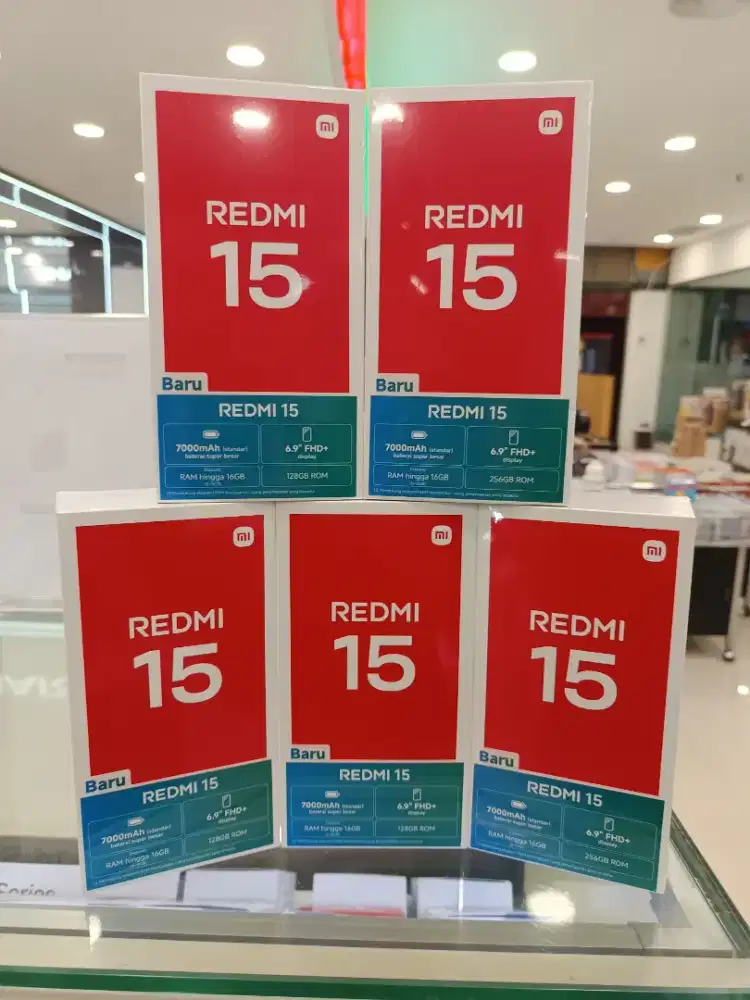 mi
REDMI
15
Baru
REDMI 15
7000mAh (standar)
baterai super besar
6.9" FHD+
display
RAM hingga 16GB
128GB ROM
mi
REDMI
15
Baru
REDMI 15
7000mAh (standar)
baterai super besar
6.9" FHD+
display
RAM hingga 16GB
256GB ROM
mi
REDMI
15
Baru
REDMI 15
7000mAh (standar)
baterai super besar
6.9" FHD+
display
RAM hingga 16GB
128GB ROM
mi
REDMI
15
Baru
REDMI 15
7000mAh (standar)
baterai super besar
6.9" FHD+
display
RAM hingga 16GB
128GB ROM
mi
REDMI
15
Baru
REDMI 15
7000mAh (standar)
baterai super besar
6.9" FHD+
display
RAM hingga 16GB
256GB ROM
Series